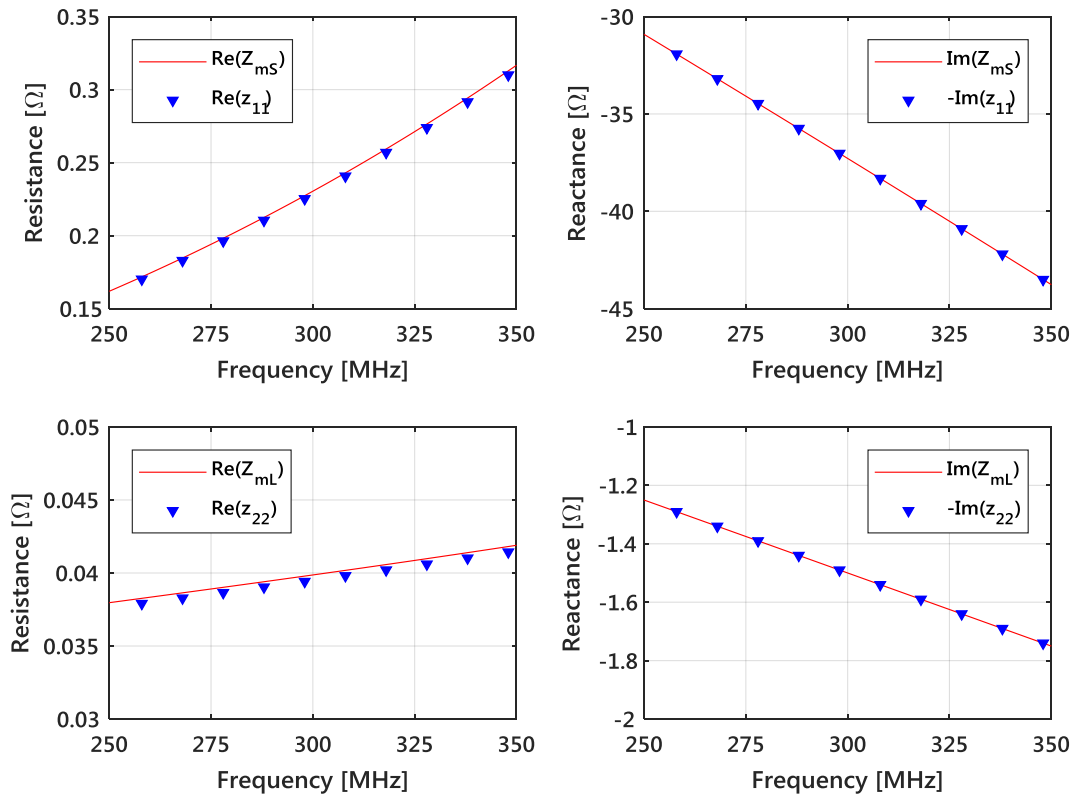 0.35
0.3
0.25
0.2
0.15
Resistance [Ω]
Re(Z_mS)
Re(z_11)
250 275 300 325 350
Frequency [MHz]
-30
-35
-40
-45
Reactance [Ω]
Im(Z_mS)
-Im(z_11)
250 275 300 325 350
Frequency [MHz]
0.05
0.045
0.04
0.035
0.03
Resistance [Ω]
Re(Z_mL)
Re(z_22)
250 275 300 325 350
Frequency [MHz]
-1
-1.2
-1.4
-1.6
-1.8
-2
Reactance [Ω]
Im(Z_mL)
-Im(z_22)
250 275 300 325 350
Frequency [MHz]